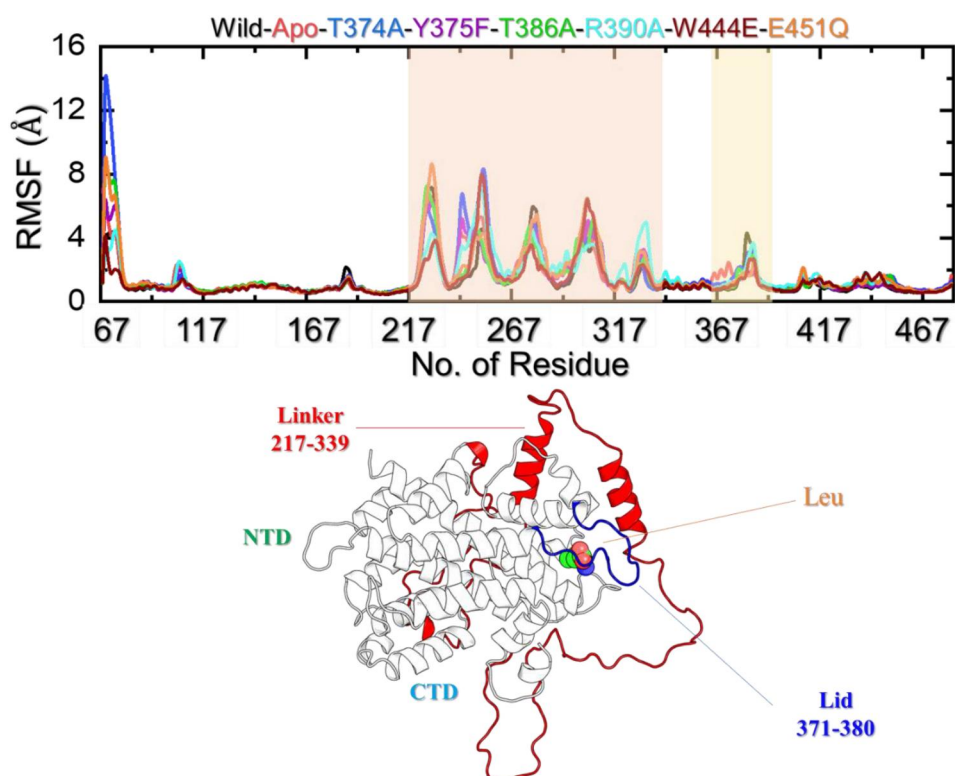 Wild-Apo-T374A-Y375F-T386A-R390A-W444E-E451Q
16
12
8
4
0
RMSF (Å)
67 117 167 217 267 317 367 417 467
No. of Residue
Linker
217-339
Leu
NTD
CTD
Lid
371-380